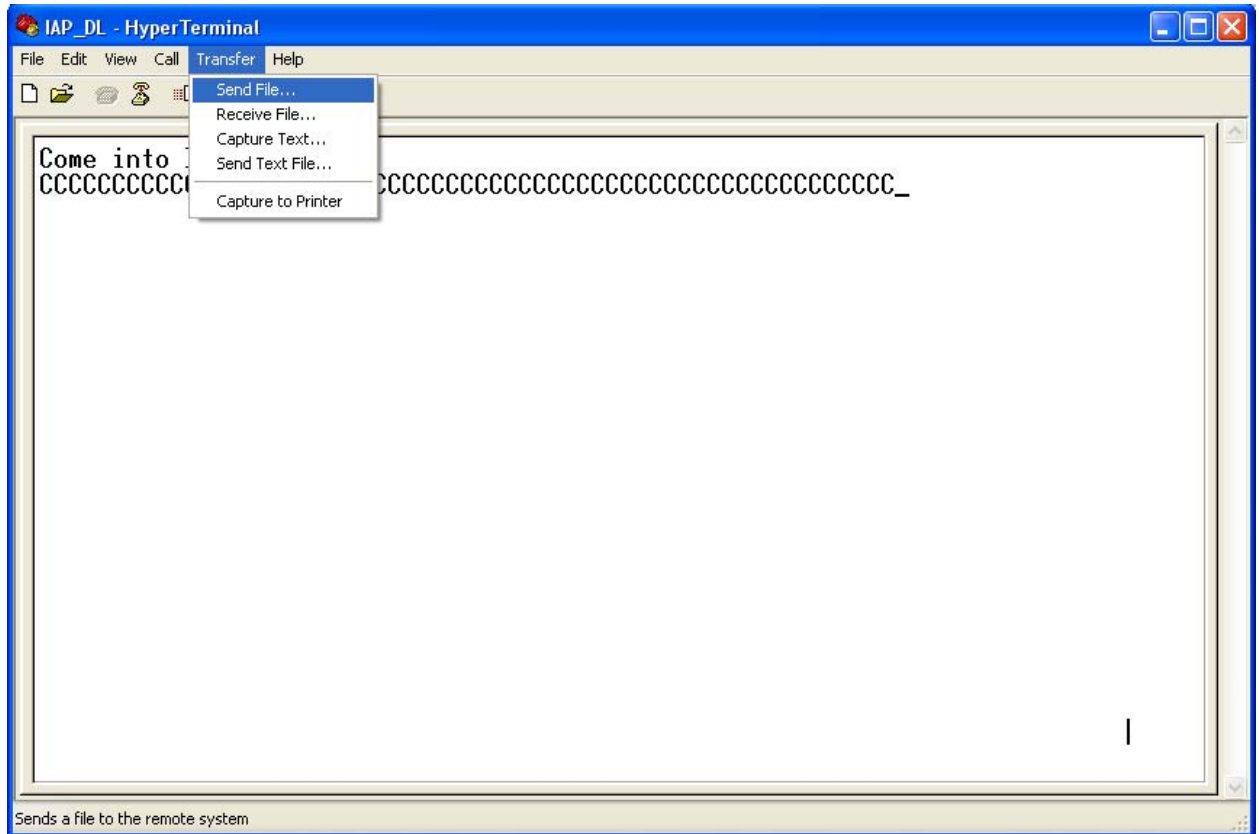 IAP_DL - HyperTerminal
File Edit View Call Transfer Help
Send File...
Receive File...
Capture Text...
Send Text File...
Capture to Printer
Come into
CCCCCCCCCC CCCCCCCCCCCCCCCCCCCCCCCCCCCCCCCCCCC_
Sends a file to the remote system